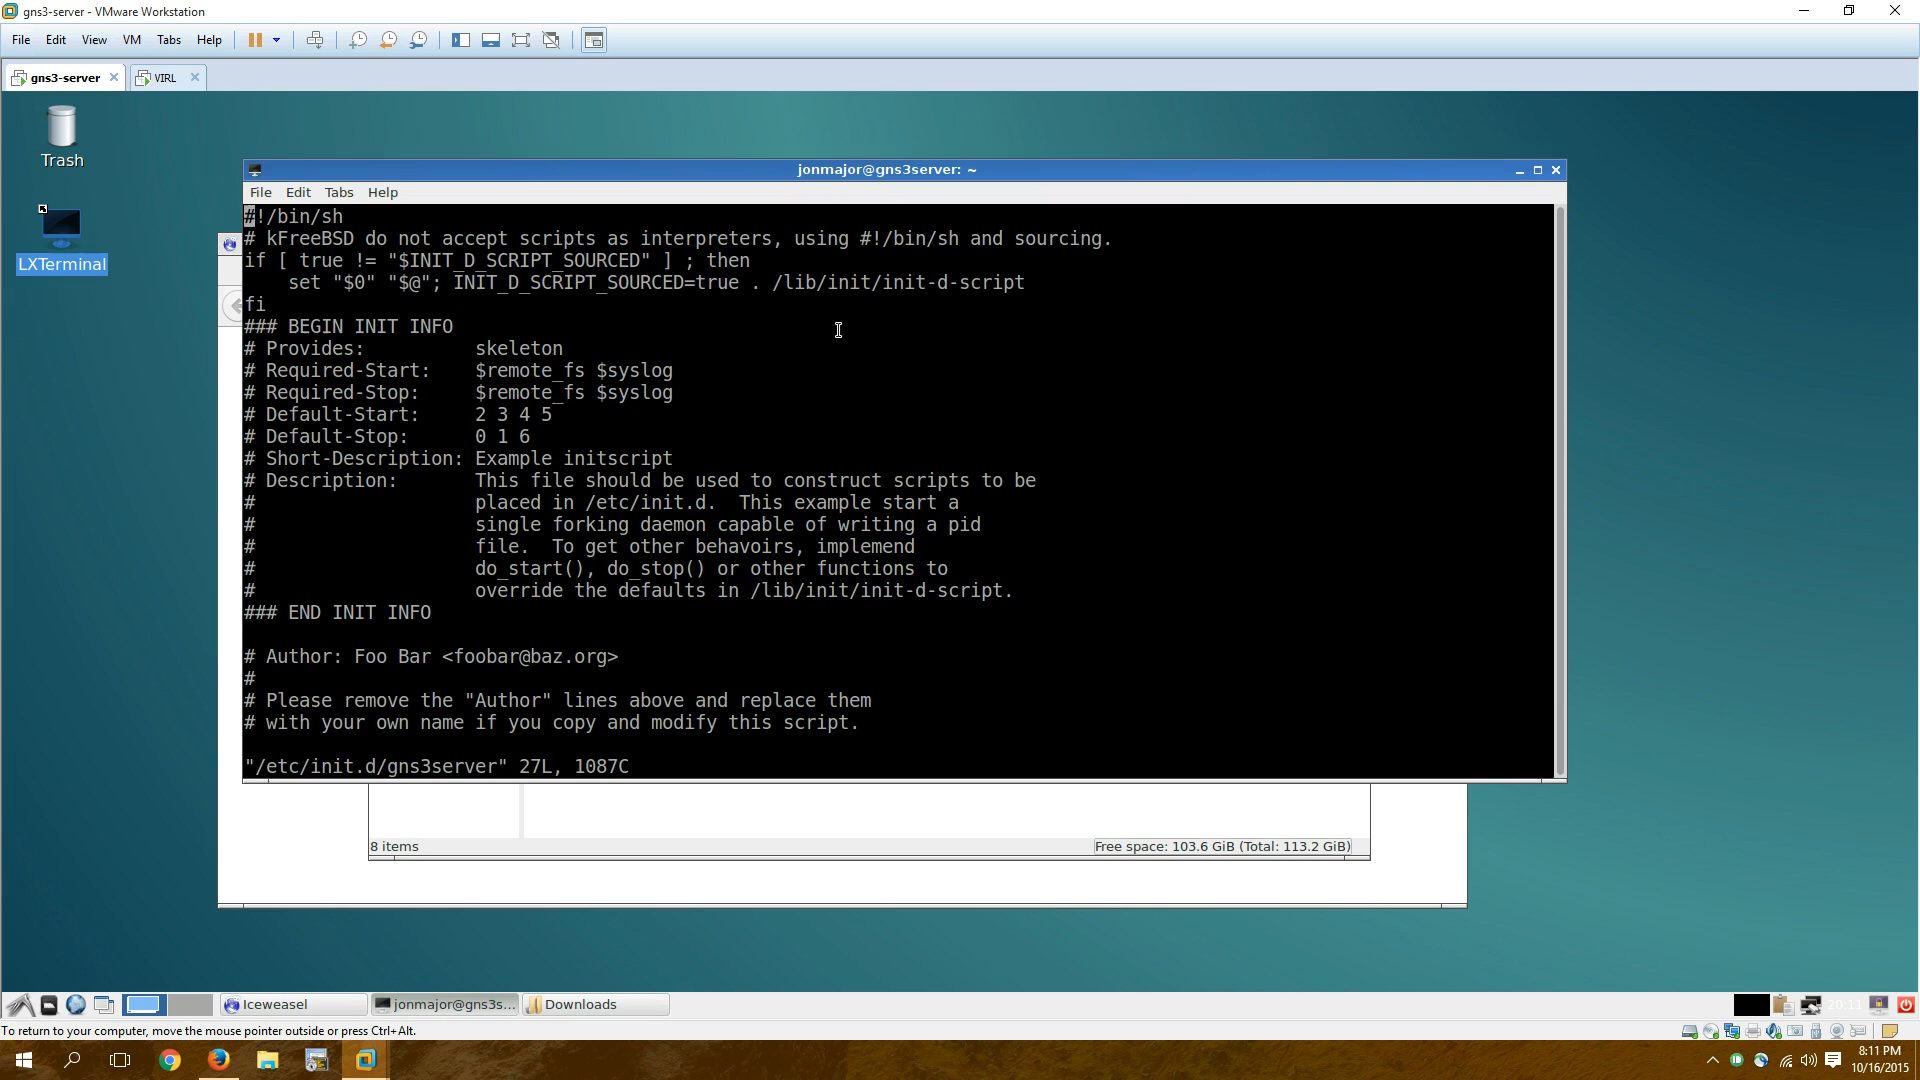 gns3-server - VMware Workstation
File Edit View VM Tabs Help
gns3-server VIRL
Trash
LXTerminal
jonmajor@gns3server: ~
File Edit Tabs Help
#!/bin/sh
# kFreeBSD do not accept scripts as interpreters, using #!/bin/sh and sourcing.
if [ true != "$INIT_D_SCRIPT_SOURCED" ] ; then
    set "$0" "$@"; INIT_D_SCRIPT_SOURCED=true . /lib/init/init-d-script
fi
### BEGIN INIT INFO
# Provides:          skeleton
# Required-Start:    $remote_fs $syslog
# Required-Stop:     $remote_fs $syslog
# Default-Start:     2 3 4 5
# Default-Stop:      0 1 6
# Short-Description: Example initscript
# Description:       This file should be used to construct scripts to be
#                    placed in /etc/init.d.  This example start a
#                    single forking daemon capable of writing a pid
#                    file.  To get other behavoirs, implemend
#                    do_start(), do_stop() or other functions to
#                    override the defaults in /lib/init/init-d-script.
### END INIT INFO
# Author: Foo Bar <foobar@baz.org>
#
# Please remove the "Author" lines above and replace them
# with your own name if you copy and modify this script.
"/etc/init.d/gns3server" 27L, 1087C
8 items Free space: 103.6 GiB (Total: 113.2 GiB)
Iceweasel jonmajor@gns3s... Downloads 20:11
To return to your computer, move the mouse pointer outside or press Ctrl+Alt.
8:11 PM
10/16/2015